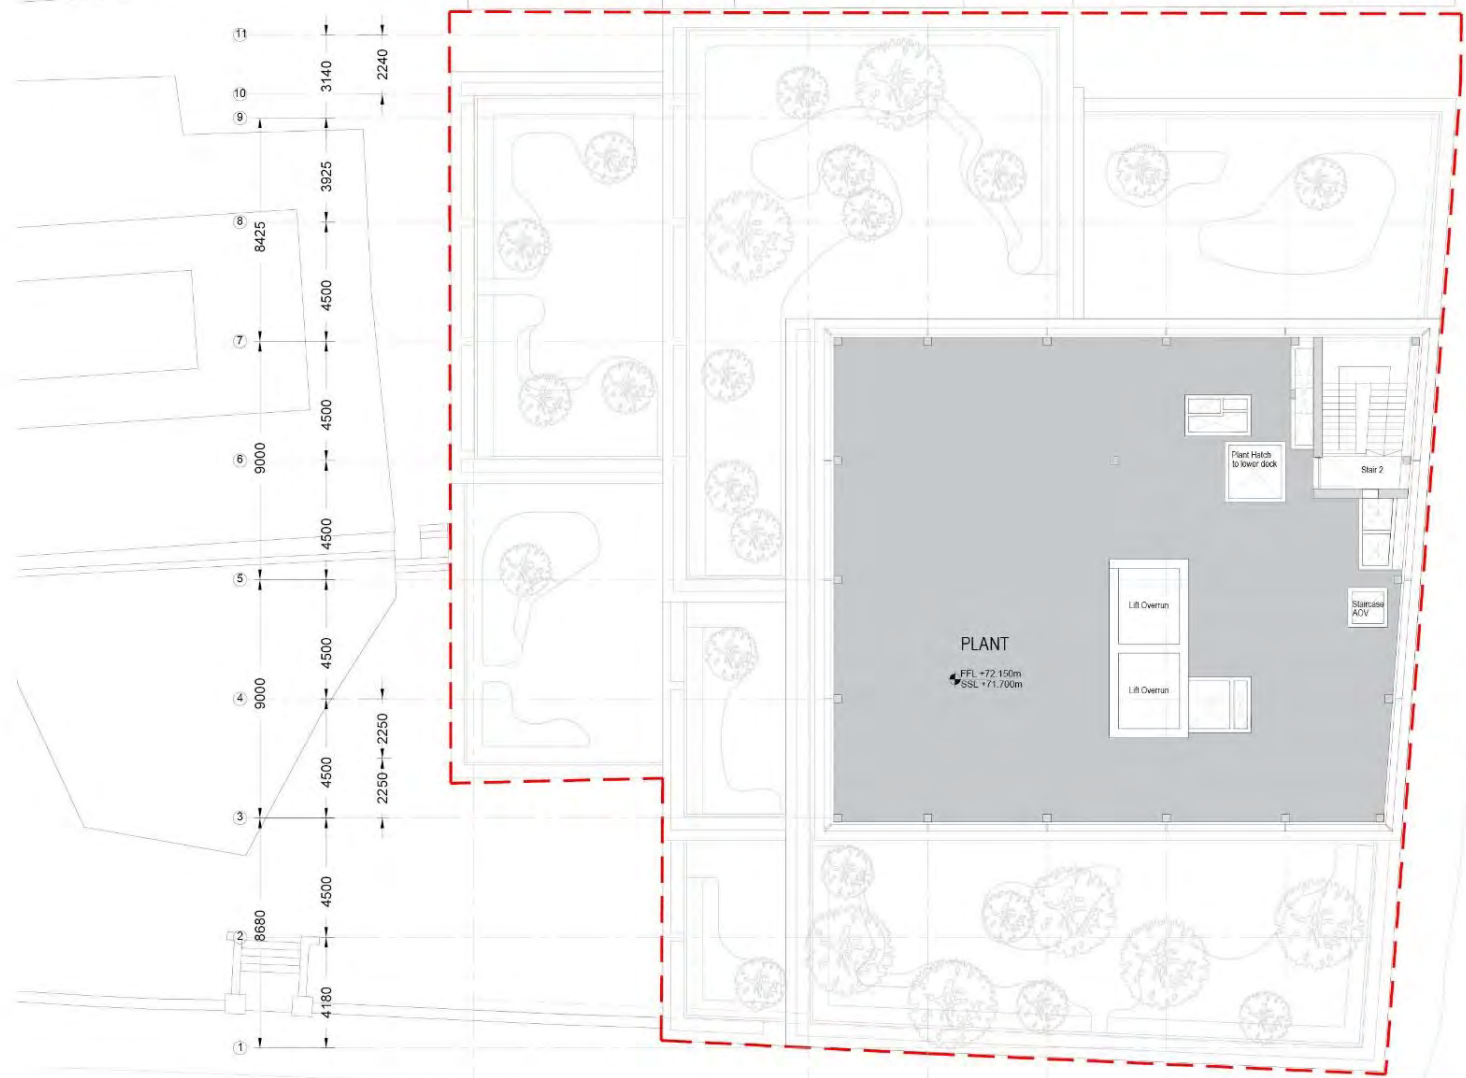 11
3140
2240
10
9
3925
8
8425
4500
7
4500
6
9000
4500
5
4500
4
9000
2250
4500
2250
3
4500
8680
2
4180
1
Plant Hatch
to lower deck
Stair 2
Lift Overrun
Staircase
AOV
PLANT
FFL +72.150m
SSL +71.700m
Lift Overrun